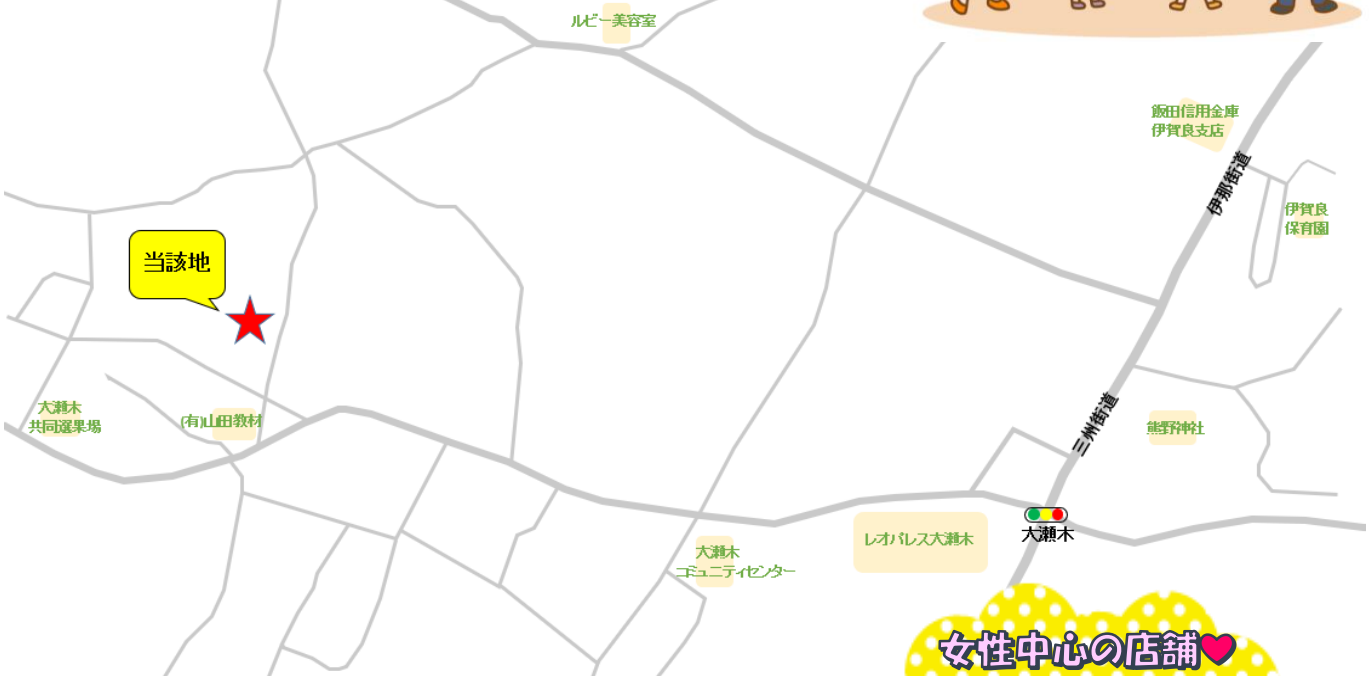 ルビー美容室
飯田信用金庫
伊賀良支店
伊那街道
伊賀良
保育園
当該地
大瀬木
共同選果場
(有)山田教材
三州街道
熊野神社
大瀬木
レオパレス大瀬木
大瀬木
コミュニティセンター
女性中心の店舗